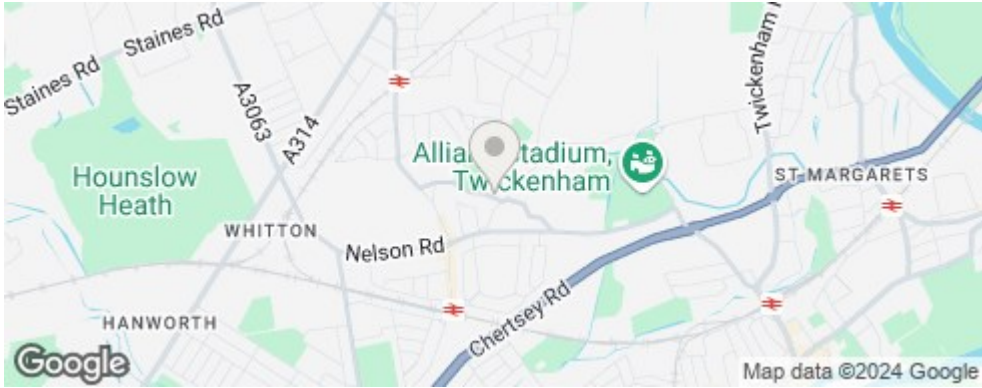 Staines Rd
Staines Rd
A3063
A314
Twickenham
Hounslow
Heath
Stadium,
Twickenham
ST MARGARETS
WHITTON
Nelson Rd
Chertsey Rd
HANWORTH
Google
Map data ©2024 Google